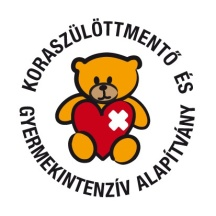 KORASZÜLÖTTMENTŐ ÉS
GYERMEKINTENZÍV ALAPÍTVÁNY